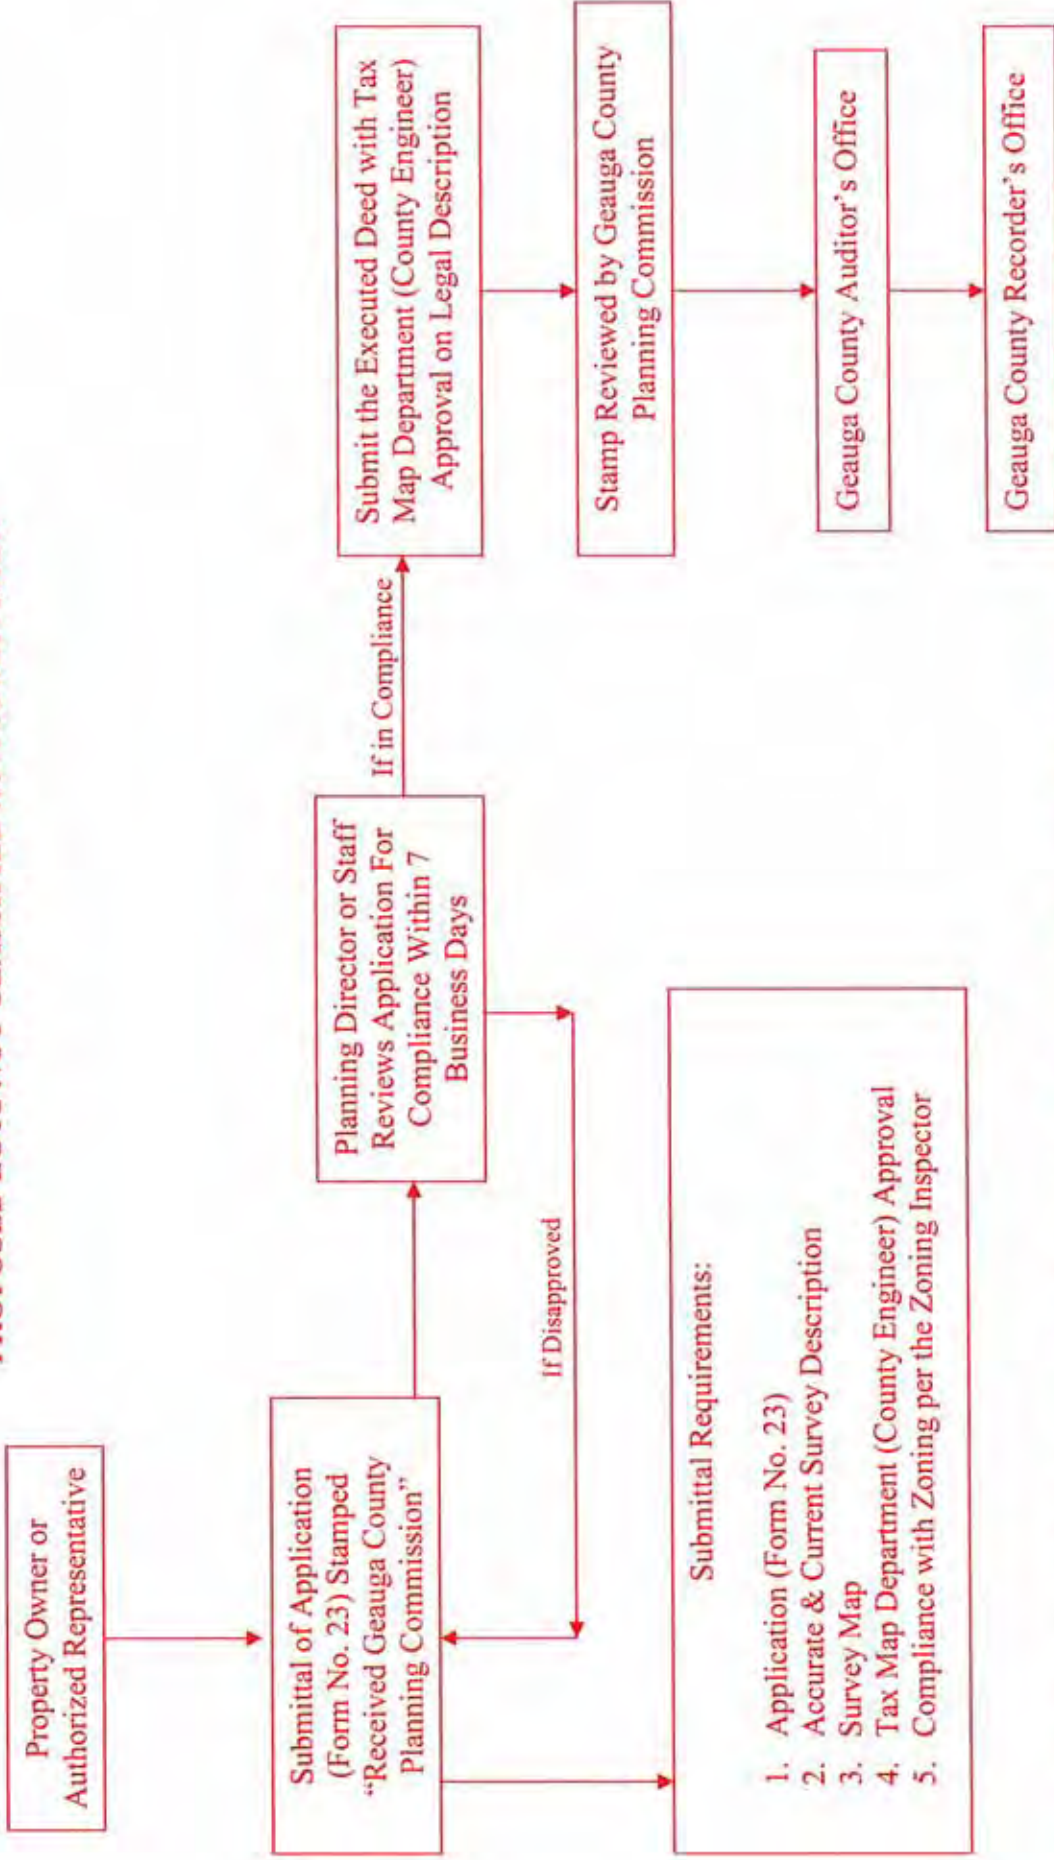 Property Owner or
Authorized Representative
Submittal of Application
(Form No. 23) Stamped
“Received Geauga County
Planning Commission”
Planning Director or Staff
Reviews Application For
Compliance Within 7
Business Days
If in Compliance
If Disapproved
Submit the Executed Deed with Tax
Map Department (County Engineer)
Approval on Legal Description
Stamp Reviewed by Geauga County
Planning Commission
Geauga County Auditor’s Office
Geauga County Recorder’s Office
Submittal Requirements:
1. Application (Form No. 23)
2. Accurate & Current Survey Description
3. Survey Map
4. Tax Map Department (County Engineer) Approval
5. Compliance with Zoning per the Zoning Inspector